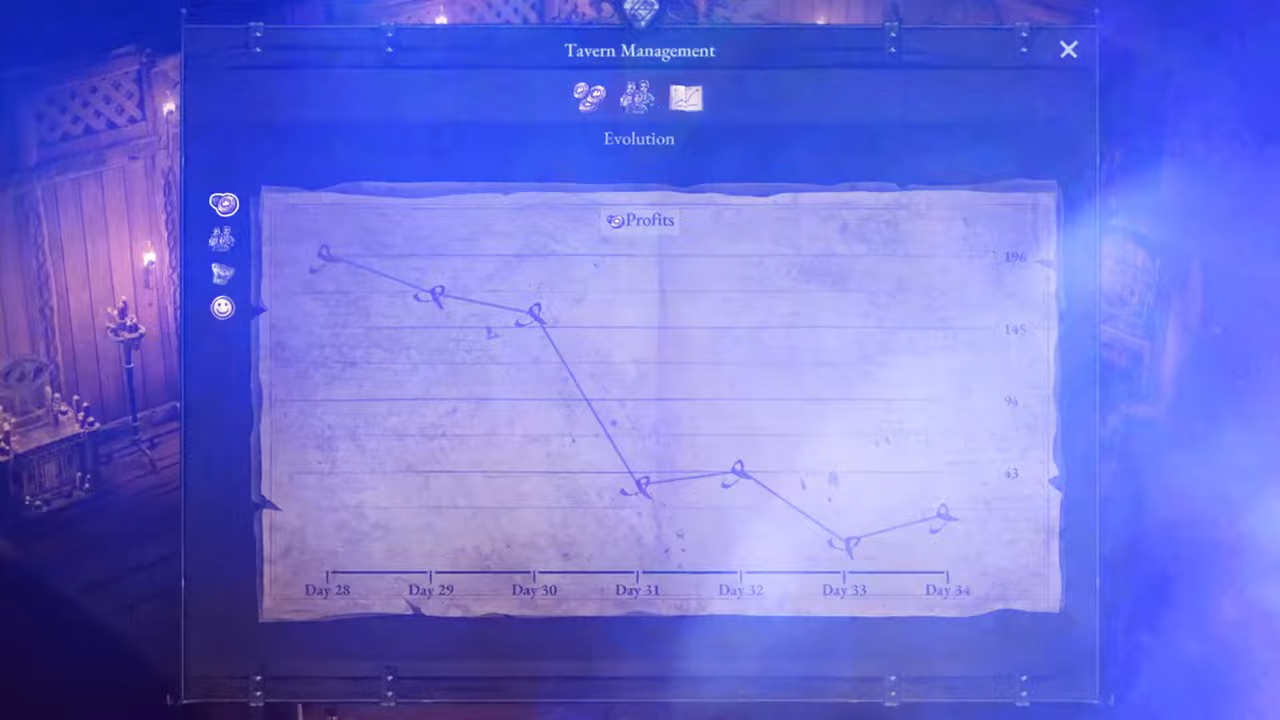 Tavern Management
Evolution
Profits
196
145
94
43
Day 28 Day 29 Day 30 Day 31 Day 32 Day 33 Day 34